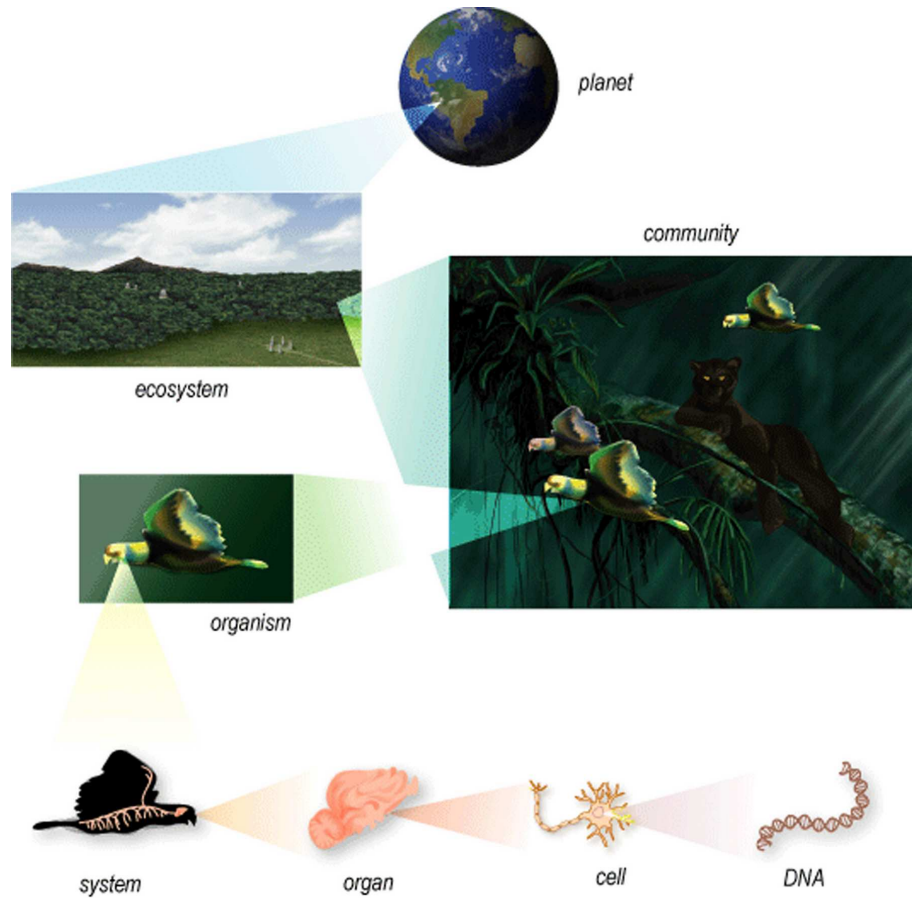 planet
community
ecosystem
organism
system
organ
cell
DNA